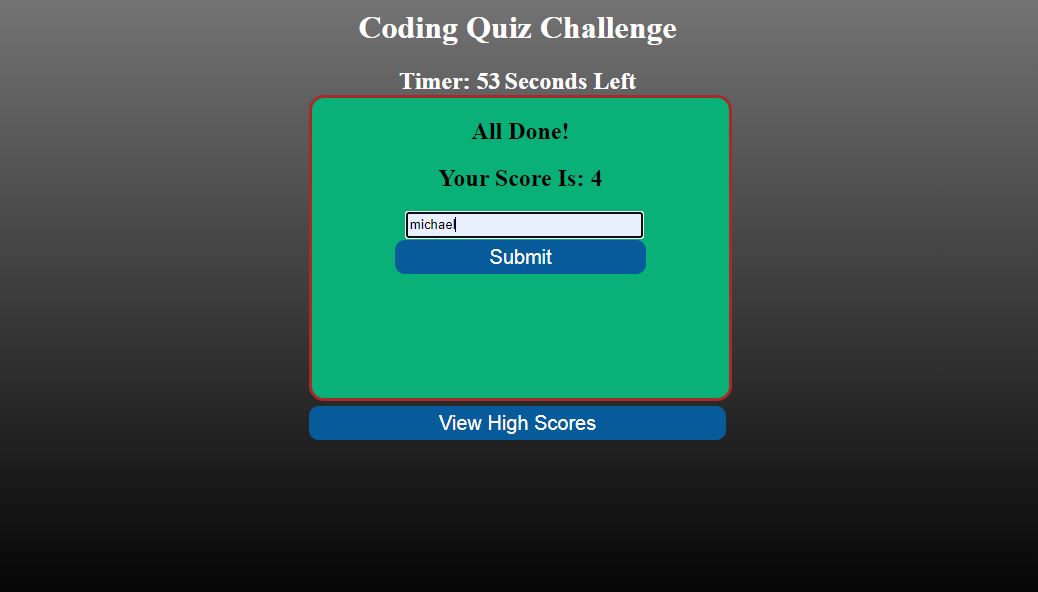 Coding Quiz Challenge
Timer: 53 Seconds Left
All Done!
Your Score Is: 4
michael
Submit
View High Scores